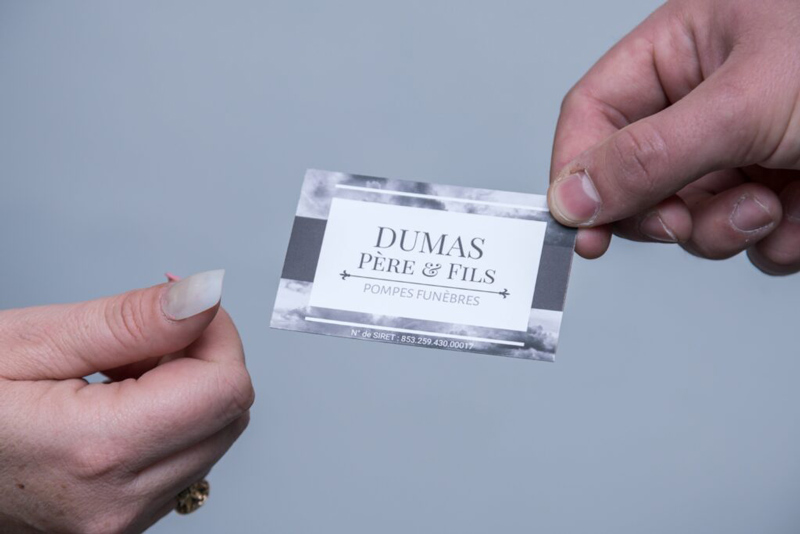 DUMAS
PÈRE & FILS
POMPES FUNÈBRES
N° de SIRET : 853.259.430.00017